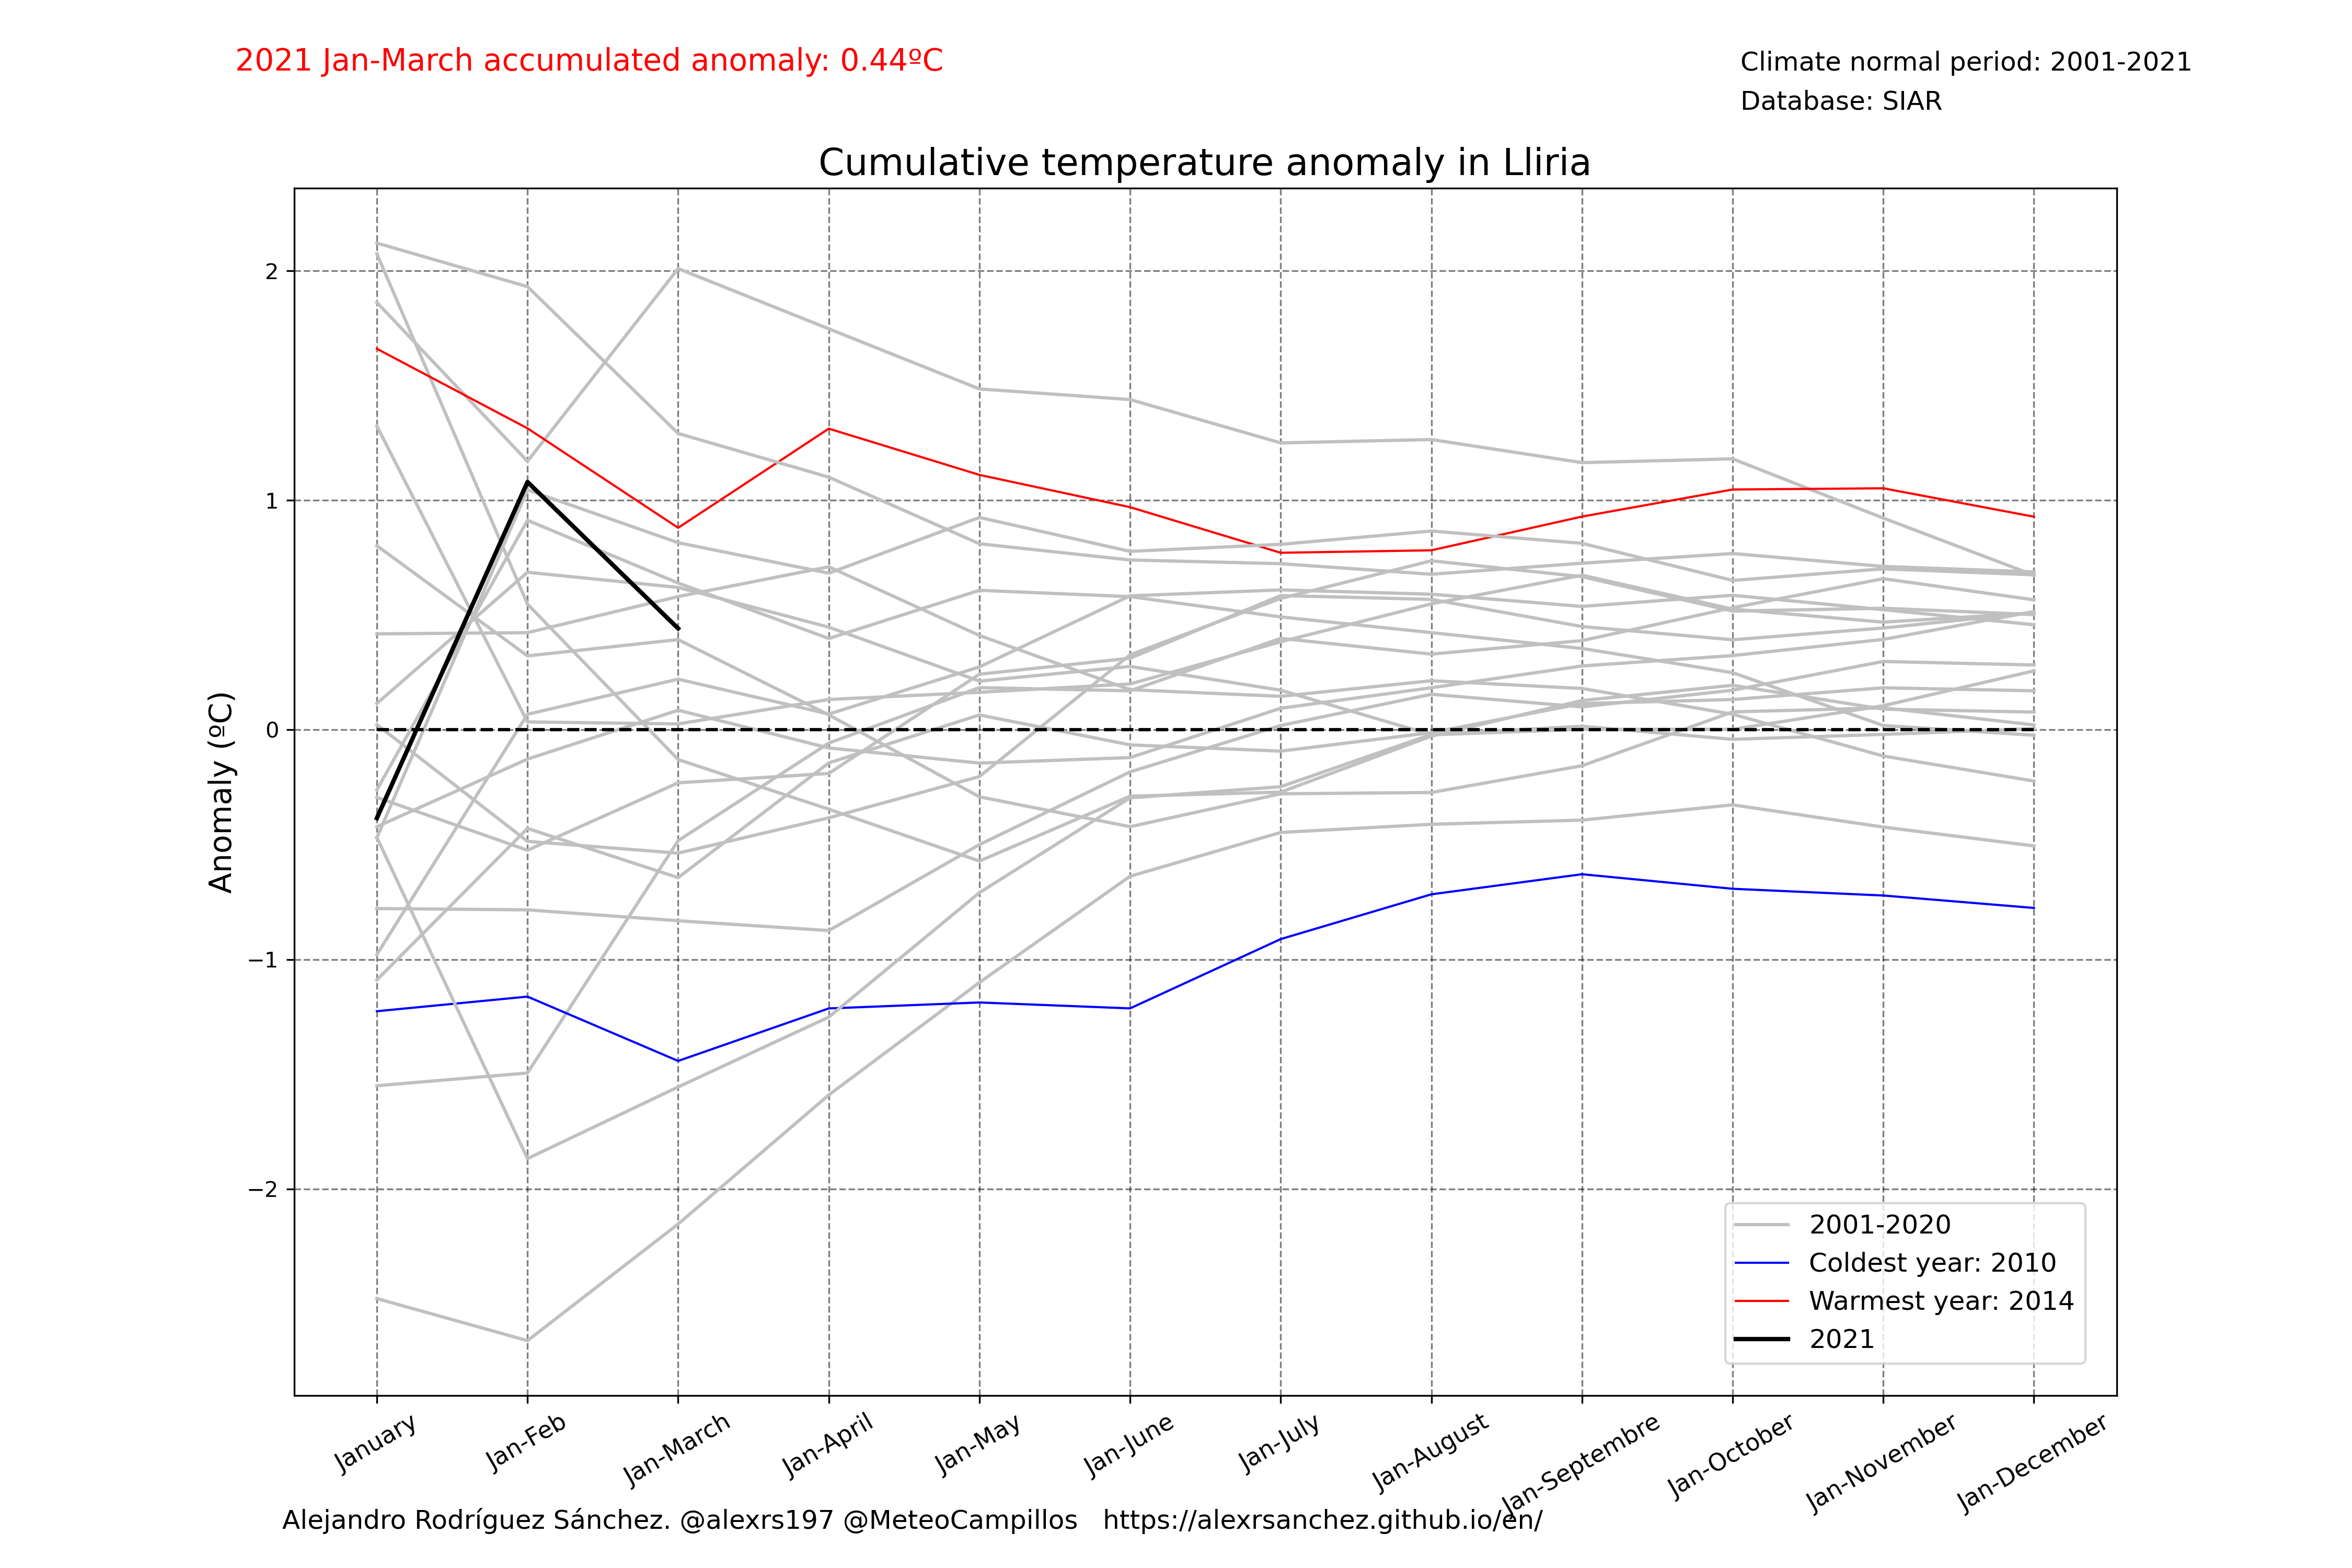 2021 Jan-March accumulated anomaly: 0.44ºC
Climate normal period: 2001-2021
Database: SIAR
Cumulative temperature anomaly in Lliria
Anomaly (ºC)
2
1
0
−1
−2
2001-2020
Coldest year: 2010
Warmest year: 2014
2021
January
Jan-Feb
Jan-March
Jan-April
Jan-May
Jan-June
Jan-July
Jan-August
Jan-Septembre
Jan-October
Jan-November
Jan-December
Alejandro Rodríguez Sánchez. @alexrs197 @MeteoCampillos https://alexrsanchez.github.io/en/